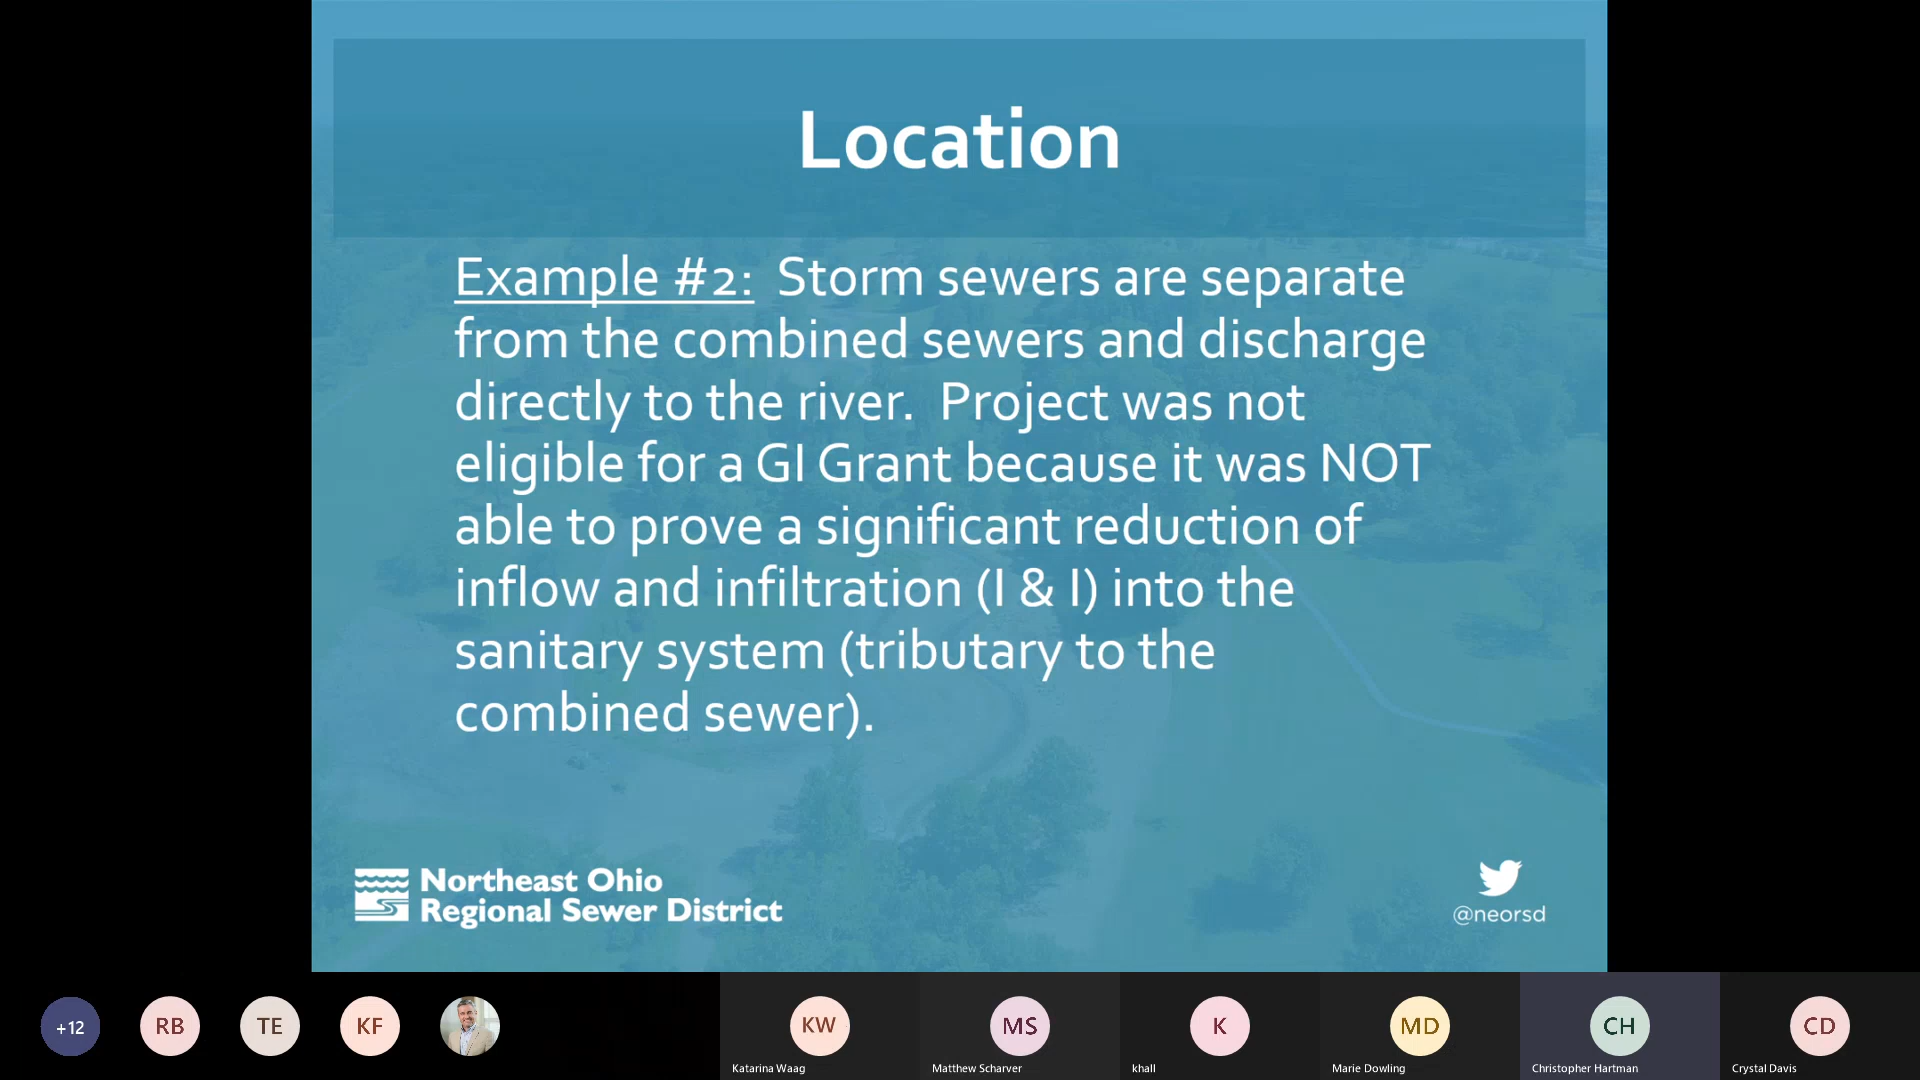 Location
Example #2:  Storm sewers are separate
from the combined sewers and discharge
directly to the river.  Project was not
eligible for a GI Grant because it was NOT
able to prove a significant reduction of
inflow and infiltration (I & I) into the
sanitary system (tributary to the
combined sewer).
Northeast Ohio
Regional Sewer District
@neorsd
+12
RB
TE
KF
KW
MS
K
MD
CH
CD
Katarina Waag
Matthew Scharver
khall
Marie Dowling
Christopher Hartman
Crystal Davis